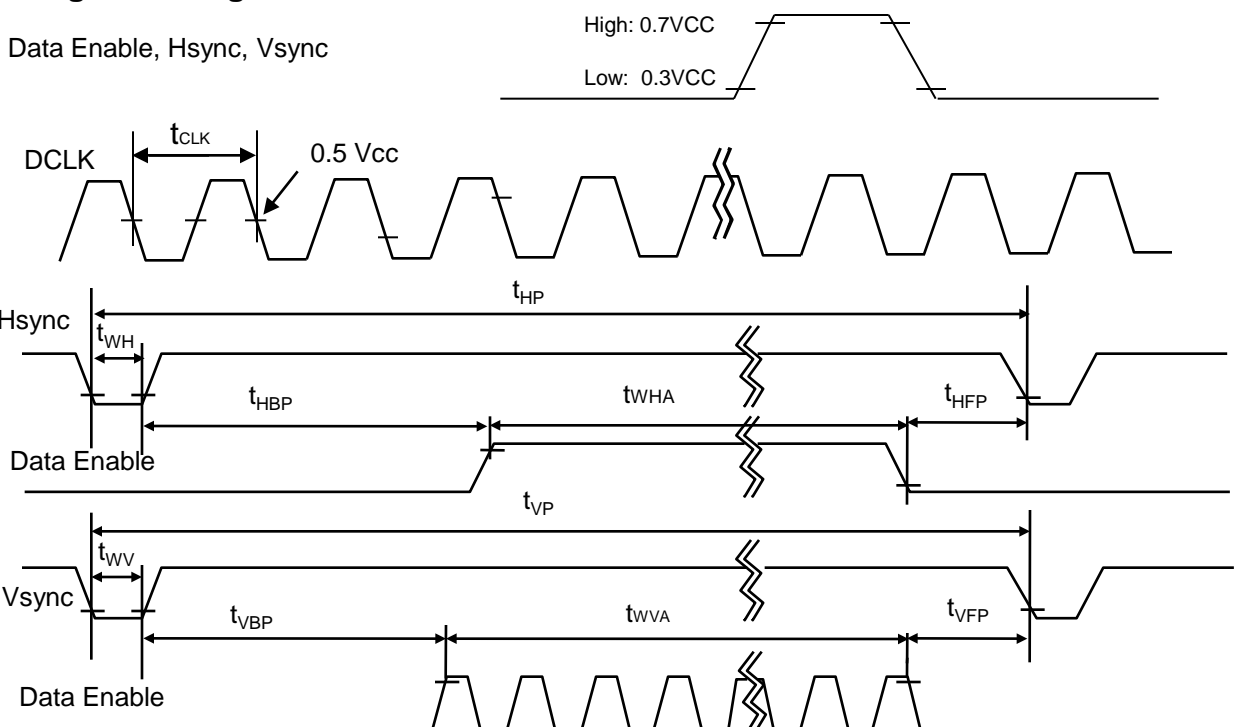 High: 0.7VCC
Data Enable, Hsync, Vsync
Low: 0.3VCC
tCLK
DCLK
0.5 Vcc
tHP
Hsync
tWH
tHBP
tWHA
tHFP
Data Enable
tVP
tWV
Vsync
tVBP
tWVA
tVFP
Data Enable